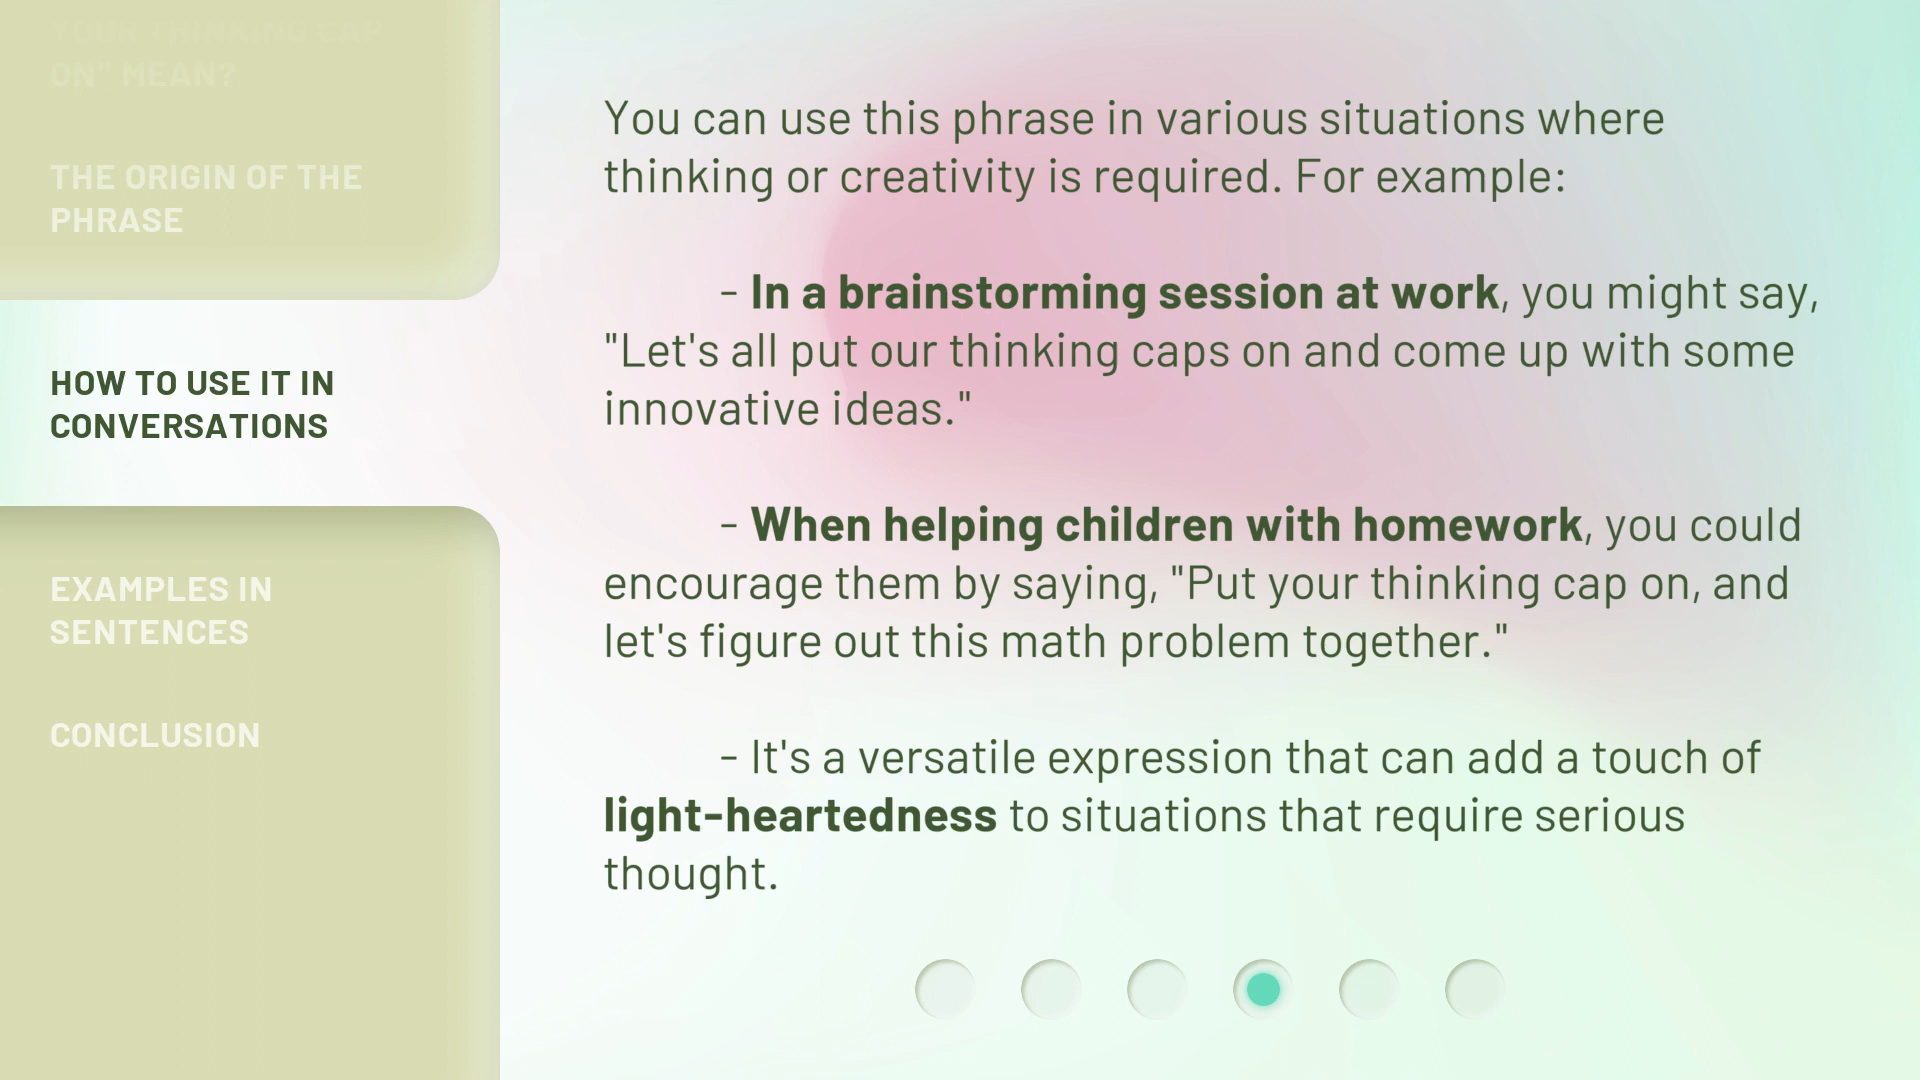 YOUR THINKING CAP
ON" MEAN?
THE ORIGIN OF THE
PHRASE
HOW TO USE IT IN
CONVERSATIONS
EXAMPLES IN
SENTENCES
CONCLUSION
You can use this phrase in various situations where
thinking or creativity is required. For example:
- In a brainstorming session at work, you might say,
"Let's all put our thinking caps on and come up with some
innovative ideas."
- When helping children with homework, you could
encourage them by saying, "Put your thinking cap on, and
let's figure out this math problem together."
- It's a versatile expression that can add a touch of
light-heartedness to situations that require serious
thought.